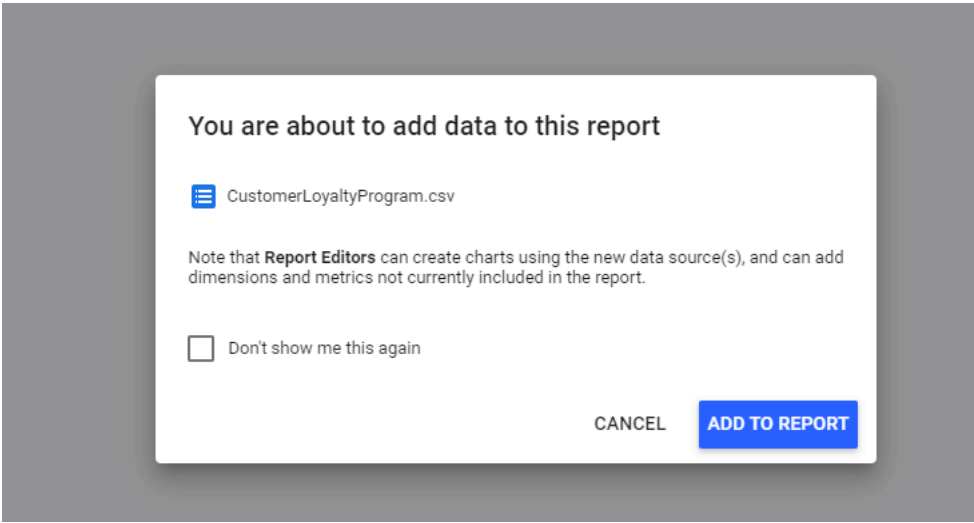 You are about to add data to this report
CustomerLoyaltyProgram.csv
Note that Report Editors can create charts using the new data source(s), and can add
dimensions and metrics not currently included in the report.
Don't show me this again
CANCEL ADD TO REPORT